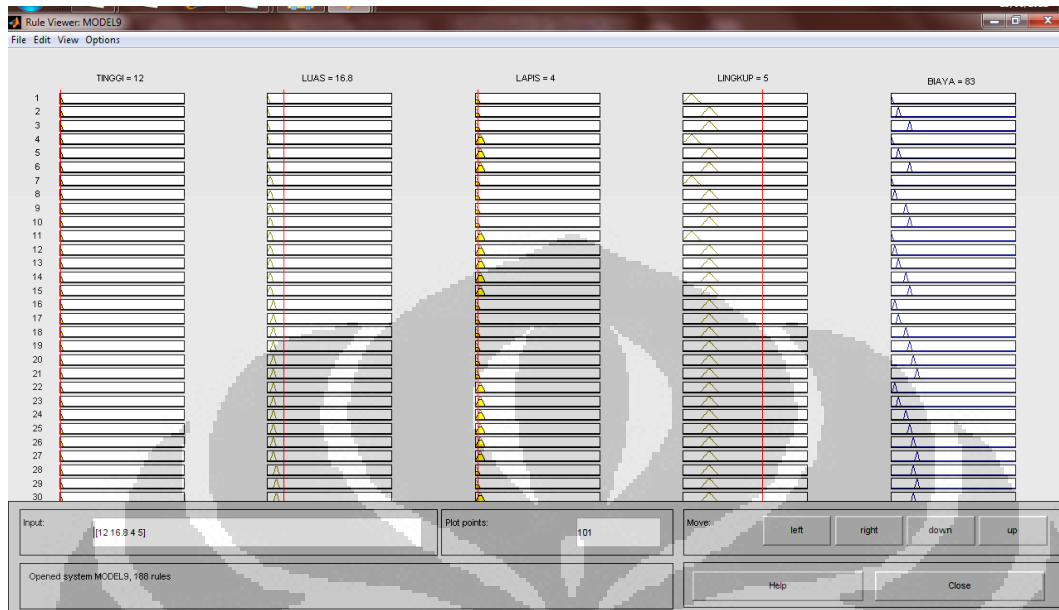 Rule Viewer: MODEL9
File Edit View Options
TINGGI = 12
LUAS = 16.8
LAPIS = 4
LINGKUP = 5
BIAYA = 83
1
2
3
4
5
6
7
8
9
10
11
12
13
14
15
16
17
18
19
20
21
22
23
24
25
26
27
28
29
30
Input:
[12 16.8 4 5]
Plot points:
101
Move:
left
right
down
up
Opened system MODEL9, 188 rules
Help
Close